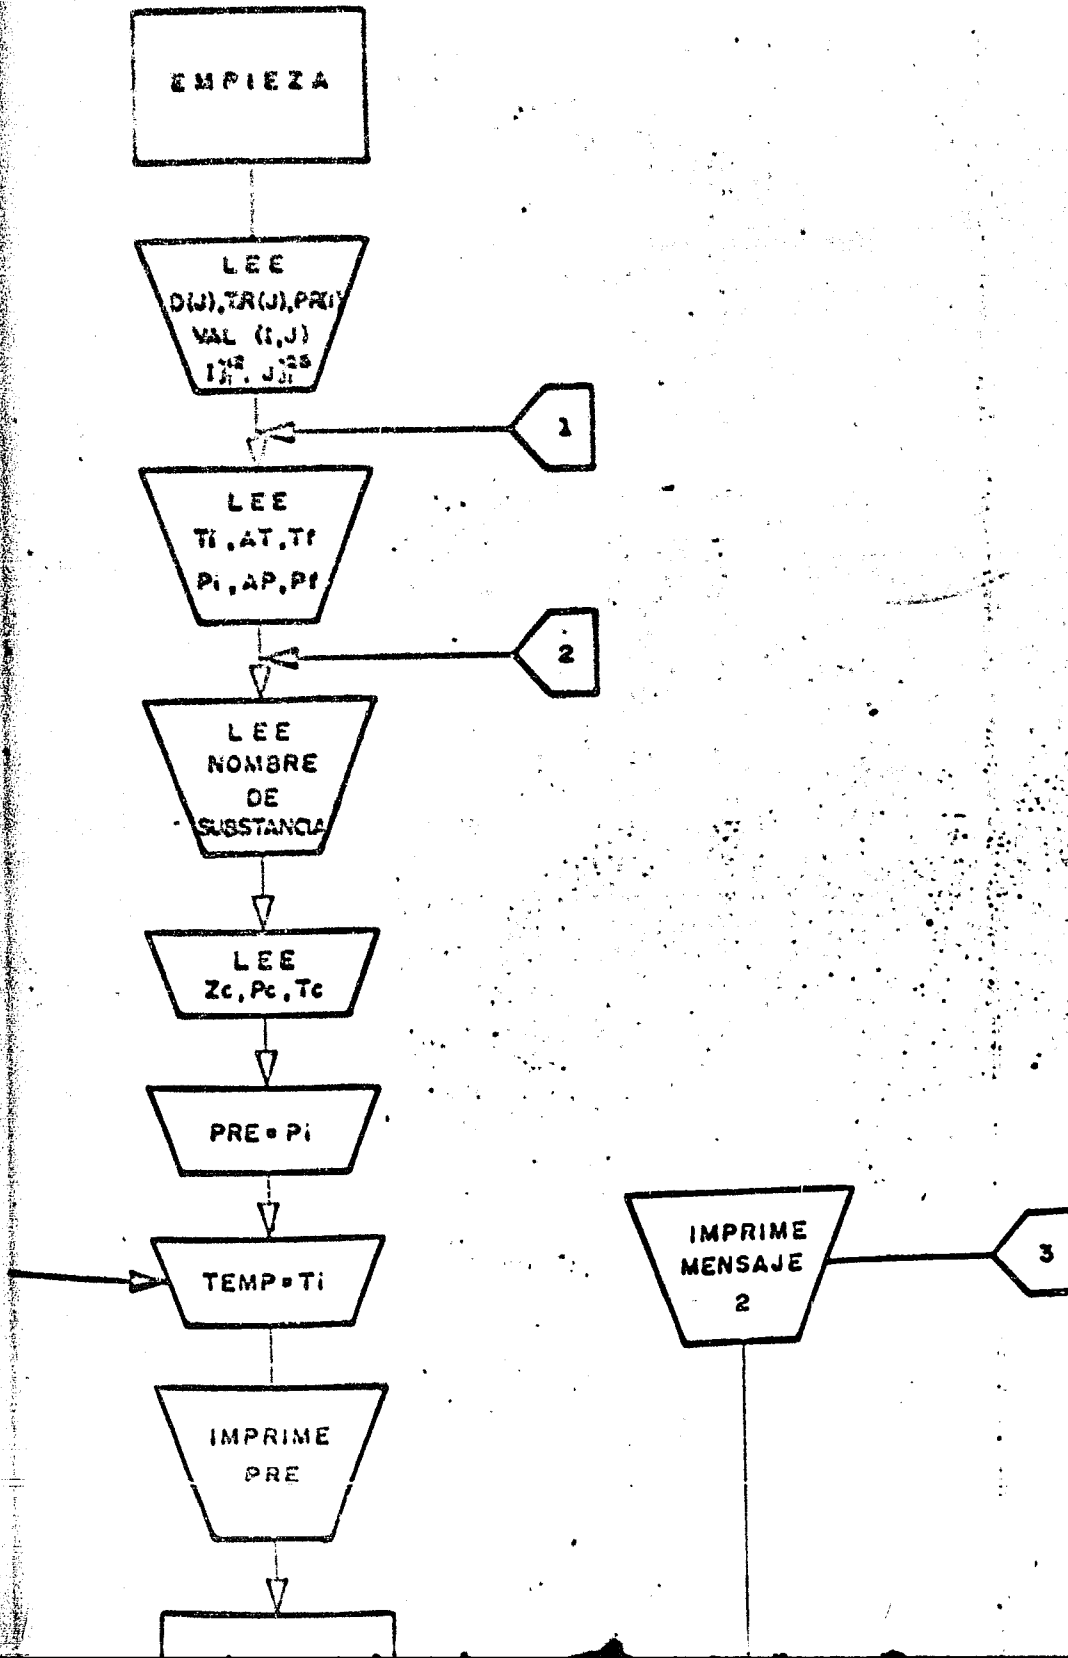 EMPIEZA
LEE
D(J), TR(J), PR(I)
VAL (I,J)
1
LEE
Ti, AT, Tf
Pi, AP, Pf
2
LEE
NOMBRE
DE
SUBSTANCIA
LEE
Zc, Pc, Tc
PRE = Pi
TEMP = Ti
IMPRIME
PRE
IMPRIME
MENSAJE
2
3